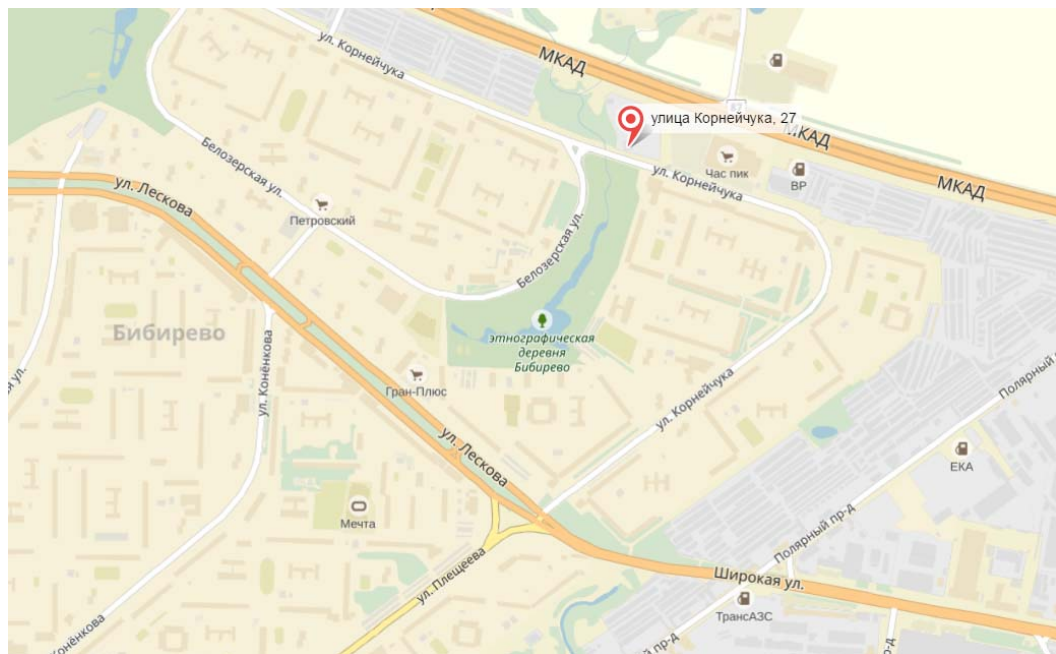 ул. Корнейчука
МКАД
улица Корнейчука, 27
МКАД
Час пик
ул. Корнейчука
BP
МКАД
Белозерская ул.
ул. Лескова
Петровский
Белозерская ул.
Бибирево
этнографическая
деревня
Бибирево
ул. Конёнкова
Гран-Плюс
ул. Корнейчука
Полярный
ул. Лескова
ЕКА
Мечта
Полярный пр-д
ул. Плещеева
Широкая ул.
ТрансАЗС
Конёнкова
Полярный пр-д